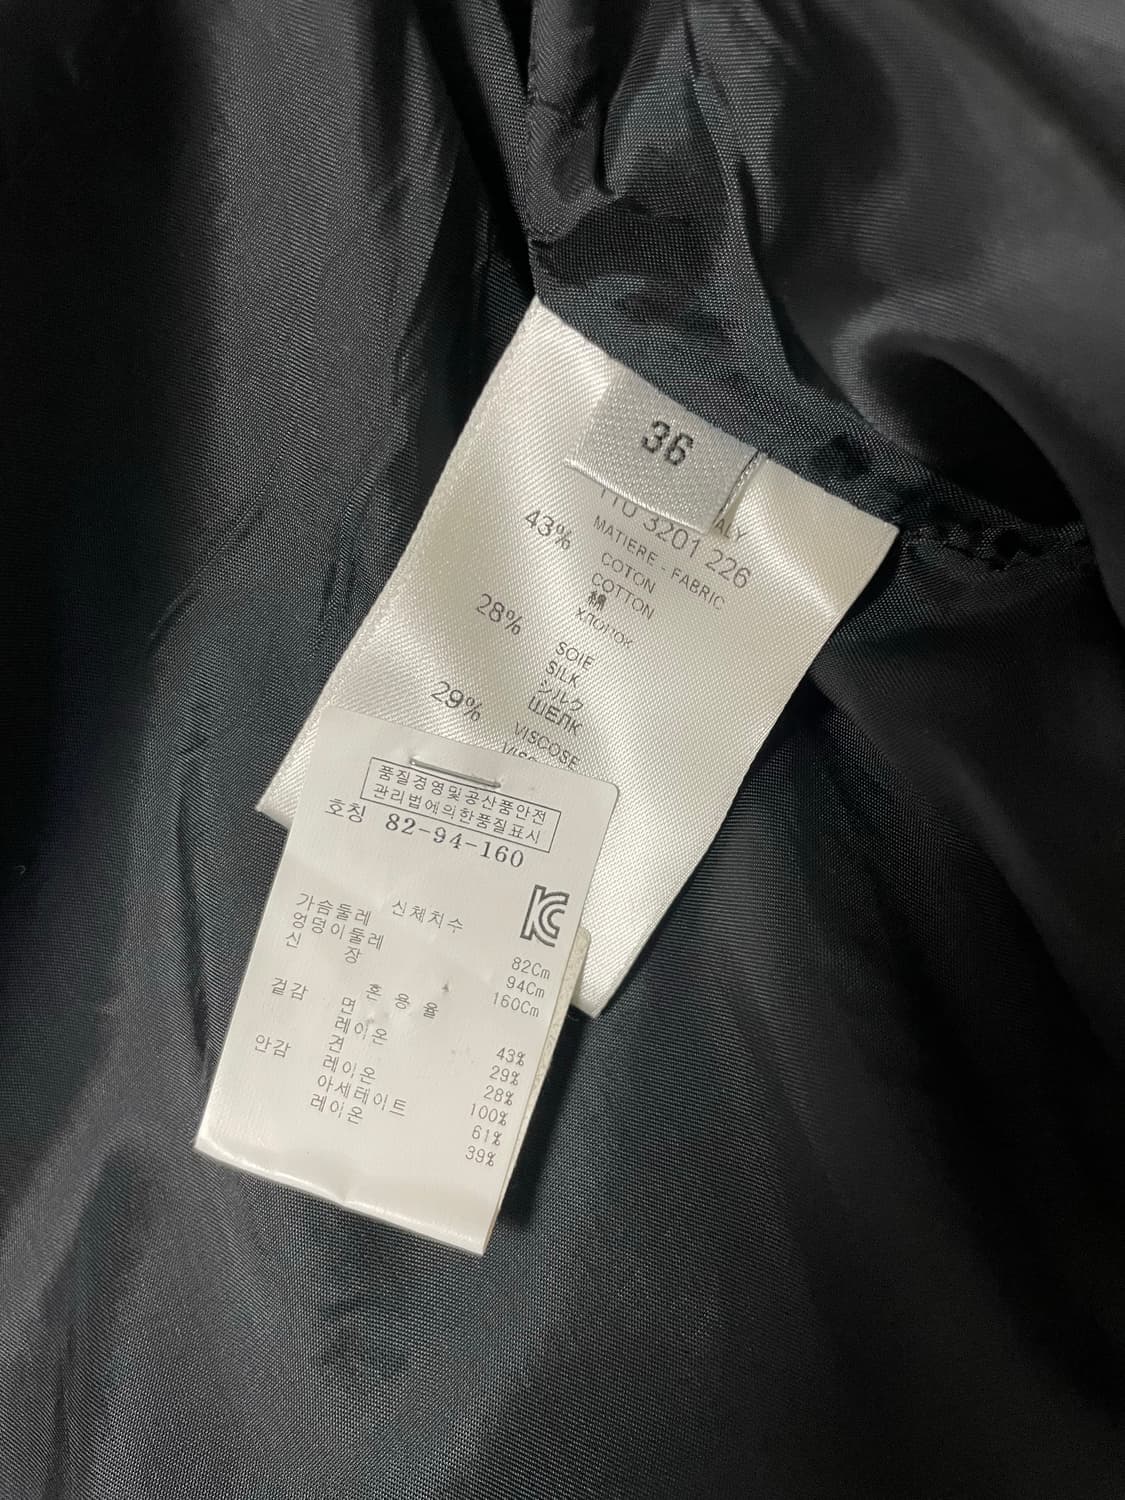 36
ALY
110 3201 226
MATIERE - FABRIC
43% COTON
COTTON
綿
ХЛОПОК
28% SOIE
SILK
シルク
ШЕЛК
29% VISCOSE
품질경영및공산품안전
관리법에의한품질표시
호칭 82-94-160
신체치수
가슴둘레 82Cm
엉덩이둘레 94Cm
신 장 160Cm
혼 용 율
겉감 면 43%
레이온 29%
견 28%
안감 레이온 100%
아세테이트 61%
레이온 39%